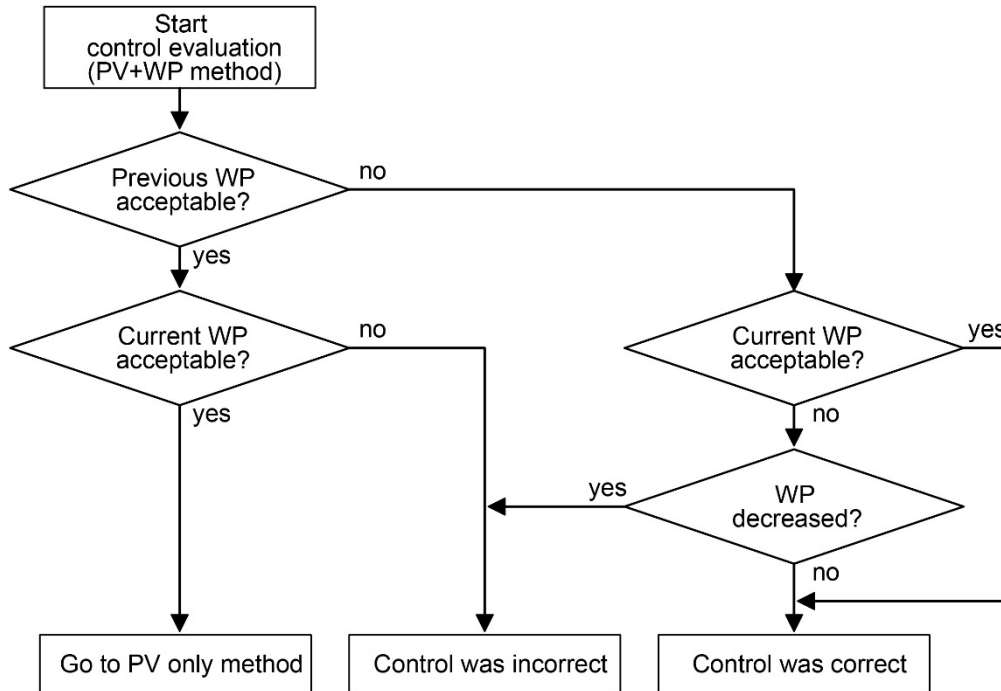 Start
control evaluation
(PV+WP method)
Previous WP
acceptable?
no
yes
Current WP
acceptable?
no
yes
Current WP
acceptable?
yes
no
WP
decreased?
yes
no
Go to PV only method
Control was incorrect
Control was correct